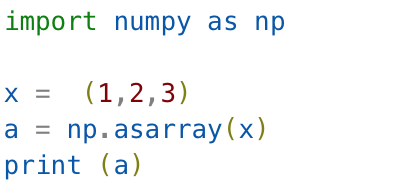 import numpy as np
x =  (1,2,3)
a = np.asarray(x)
print (a)